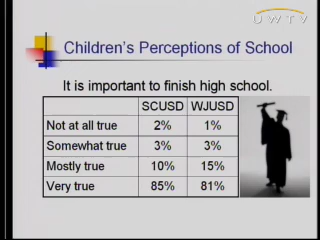 UWTV
Children's Perceptions of School
It is important to finish high school.
SCUSD WJUSD
Not at all true 2% 1%
Somewhat true 3% 3%
Mostly true 10% 15%
Very true 85% 81%